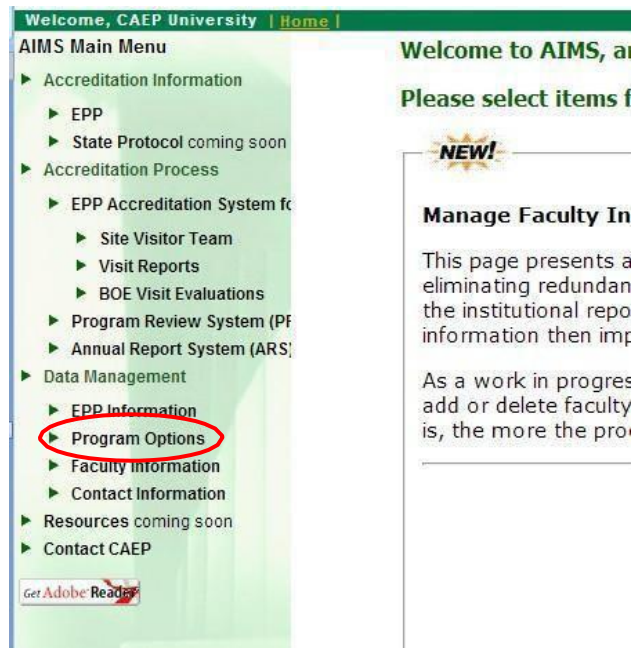 Welcome, CAEP University | Home |
AIMS Main Menu
Accreditation Information
EPP
State Protocol coming soon
Accreditation Process
EPP Accreditation System fo
Site Visitor Team
Visit Reports
BOE Visit Evaluations
Program Review System (PR
Annual Report System (ARS)
Data Management
EPP Information
Program Options
Faculty Information
Contact Information
Resources coming soon
Contact CAEP
Get Adobe Reader
Welcome to AIMS, an
Please select items f
NEW!
Manage Faculty In
This page presents a
eliminating redundan
the institutional repo
information then imp
As a work in progres
add or delete faculty
is, the more the pro